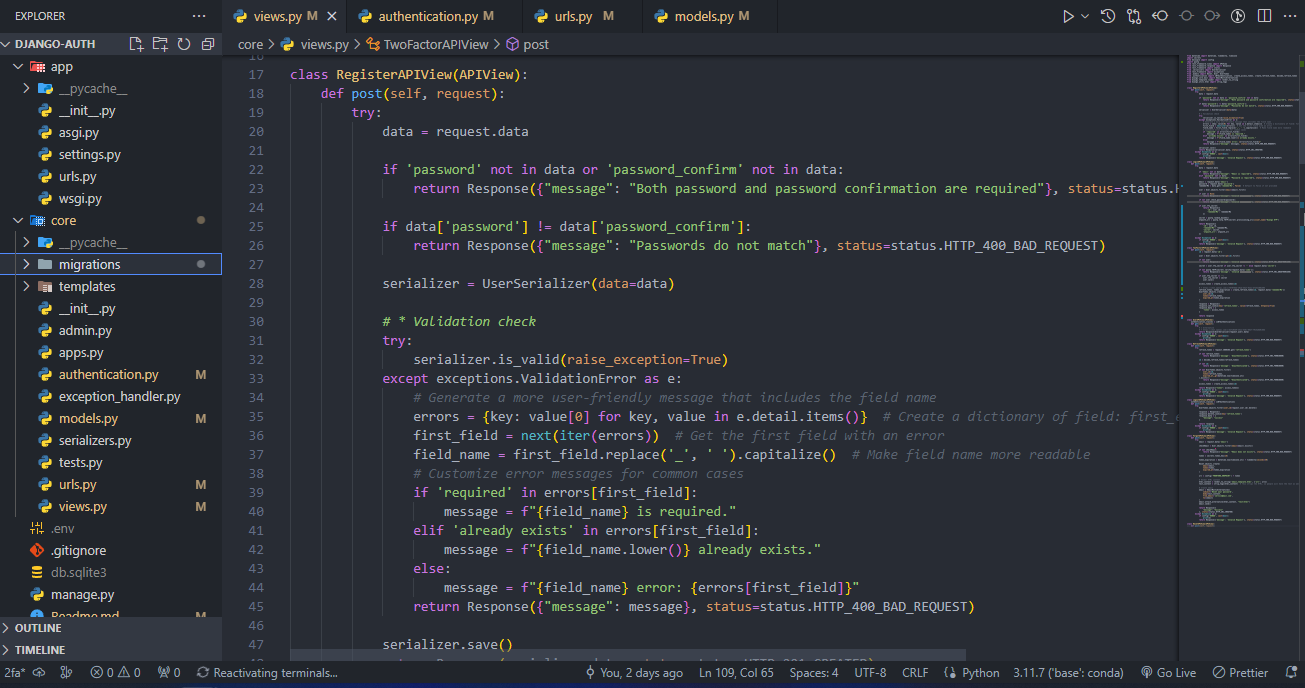 EXPLORER
views.py M
authentication.py M
urls.py M
models.py M
DJANGO-AUTH
core > views.py > TwoFactorAPIView > post
app
__pycache__
__init__.py
asgi.py
settings.py
urls.py
wsgi.py
core
__pycache__
migrations
templates
__init__.py
admin.py
apps.py
authentication.py M
exception_handler.py
models.py M
serializers.py
tests.py
urls.py M
views.py M
.env
.gitignore
db.sqlite3
manage.py
Readme.md M
OUTLINE
TIMELINE
16
17 class RegisterAPIView(APIView):
18 def post(self, request):
19 try:
20 data = request.data
21
22 if 'password' not in data or 'password_confirm' not in data:
23 return Response({"message": "Both password and password confirmation are required"}, status=status.H
24
25 if data['password'] != data['password_confirm']:
26 return Response({"message": "Passwords do not match"}, status=status.HTTP_400_BAD_REQUEST)
27
28 serializer = UserSerializer(data=data)
29
30 # * Validation check
31 try:
32 serializer.is_valid(raise_exception=True)
33 except exceptions.ValidationError as e:
34 # Generate a more user-friendly message that includes the field name
35 errors = {key: value[0] for key, value in e.detail.items()} # Create a dictionary of field: first_e
36 first_field = next(iter(errors)) # Get the first field with an error
37 field_name = first_field.replace('_', ' ').capitalize() # Make field name more readable
38 # Customize error messages for common cases
39 if 'required' in errors[first_field]:
40 message = f"{field_name} is required."
41 elif 'already exists' in errors[first_field]:
42 message = f"{field_name.lower()} already exists."
43 else:
44 message = f"{field_name} error: {errors[first_field]}"
45 return Response({"message": message}, status=status.HTTP_400_BAD_REQUEST)
46
47 serializer.save()
2fa* 0 0 0 Reactivating terminals... You, 2 days ago Ln 109, Col 65 Spaces: 4 UTF-8 CRLF Python 3.11.7 ('base': conda) Go Live Prettier